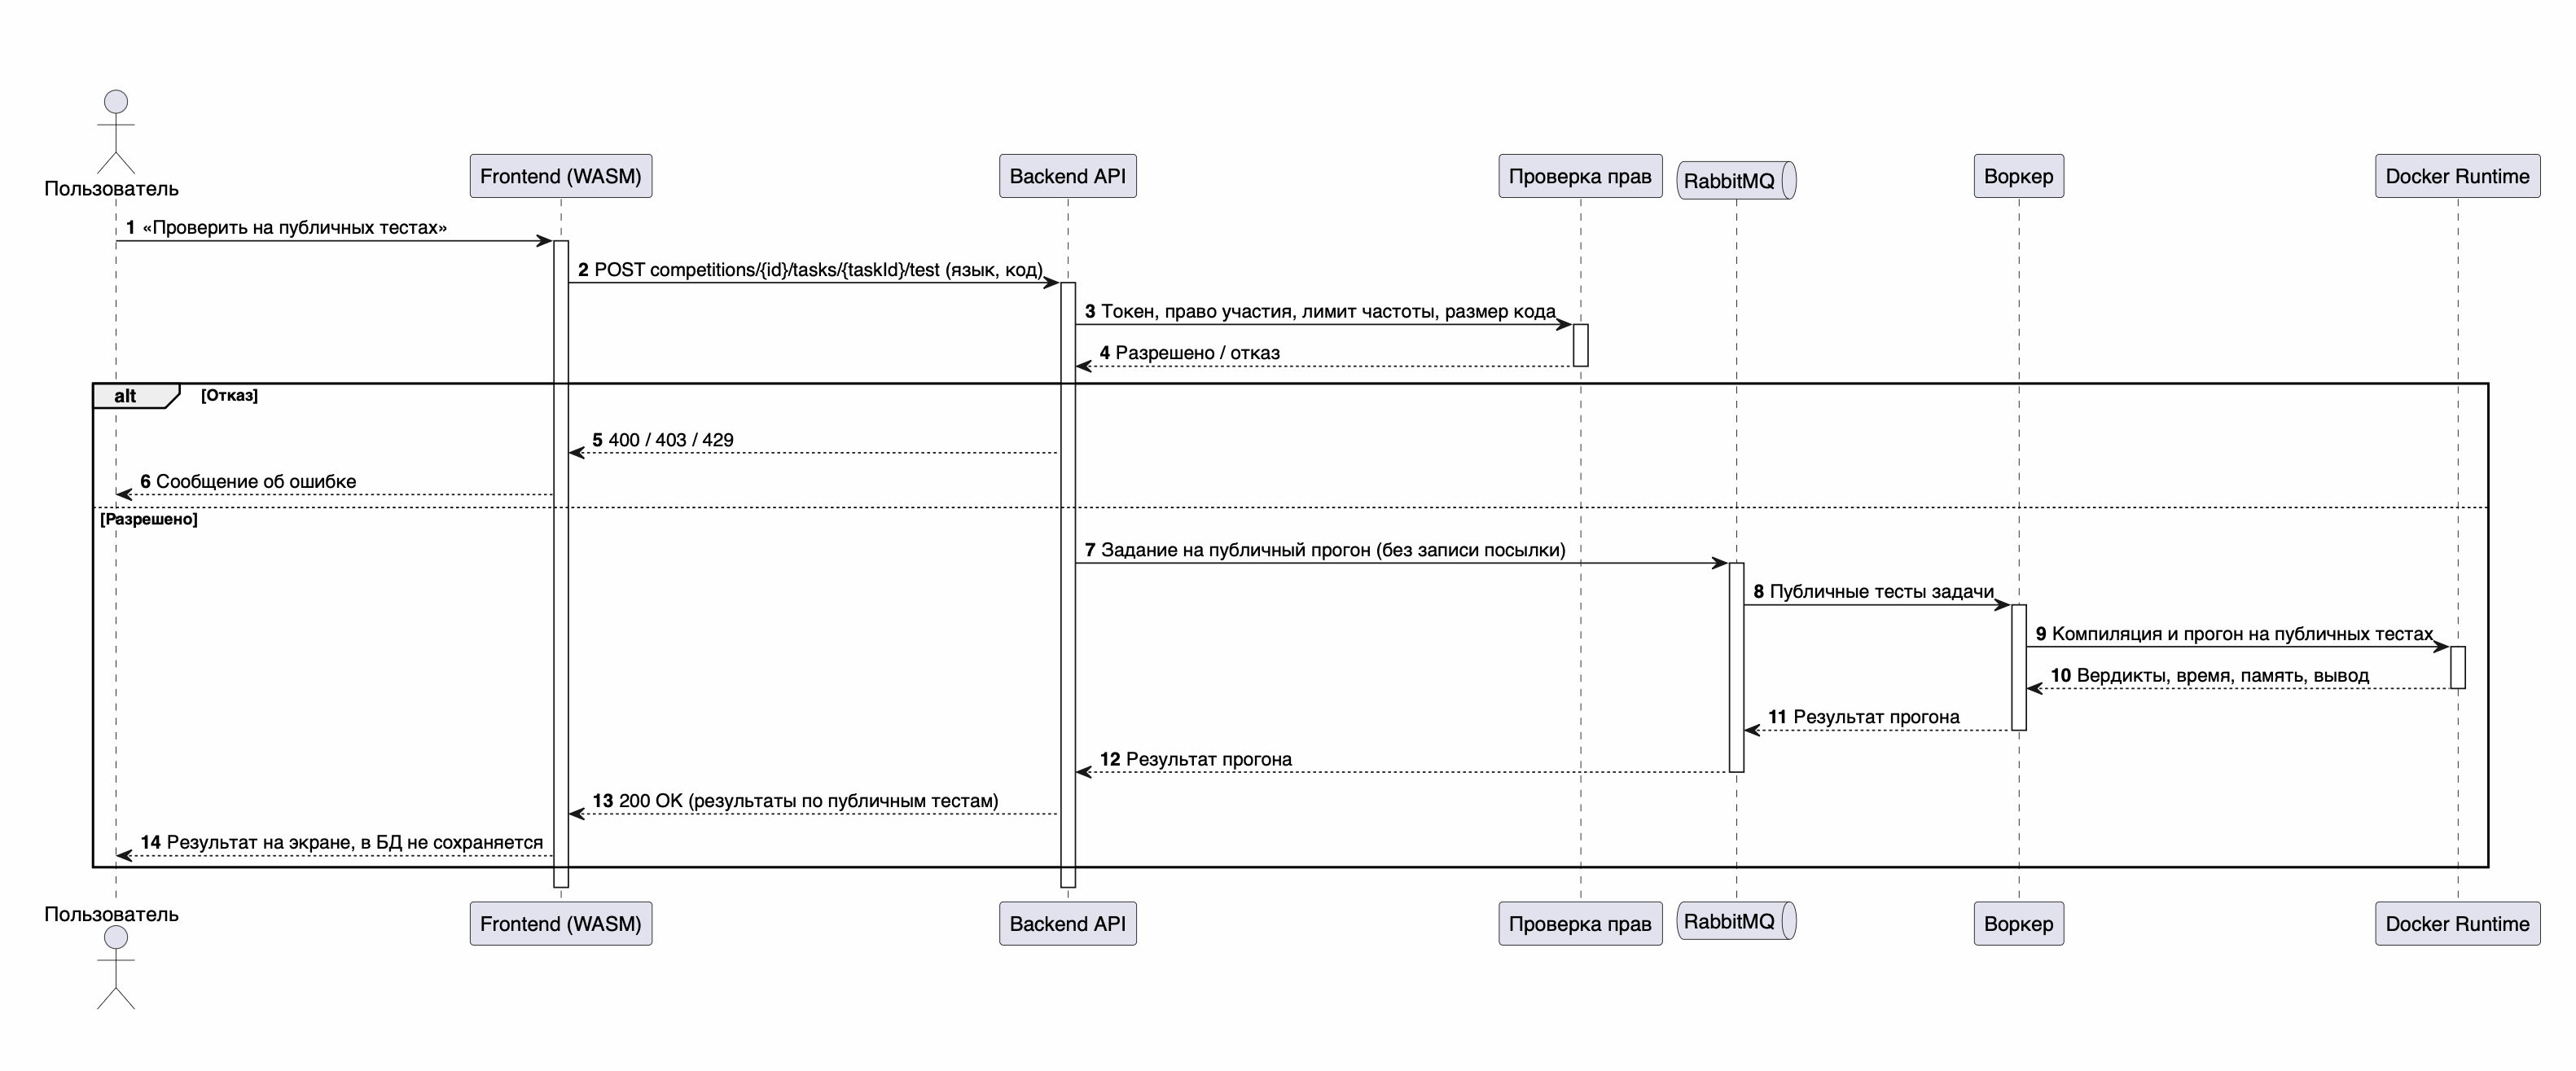 Пользователь
Frontend (WASM)
Backend API
Проверка прав
RabbitMQ
Воркер
Docker Runtime
1 «Проверить на публичных тестах»
2 POST competitions/{id}/tasks/{taskId}/test (язык, код)
3 Токен, право участия, лимит частоты, размер кода
4 Разрешено / отказ
alt [Отказ]
5 400 / 403 / 429
6 Сообщение об ошибке
[Разрешено]
7 Задание на публичный прогон (без записи посылки)
8 Публичные тесты задачи
9 Компиляция и прогон на публичных тестах
10 Вердикты, время, память, вывод
11 Результат прогона
12 Результат прогона
13 200 OK (результаты по публичным тестам)
14 Результат на экране, в БД не сохраняется
Пользователь
Frontend (WASM)
Backend API
Проверка прав
RabbitMQ
Воркер
Docker Runtime